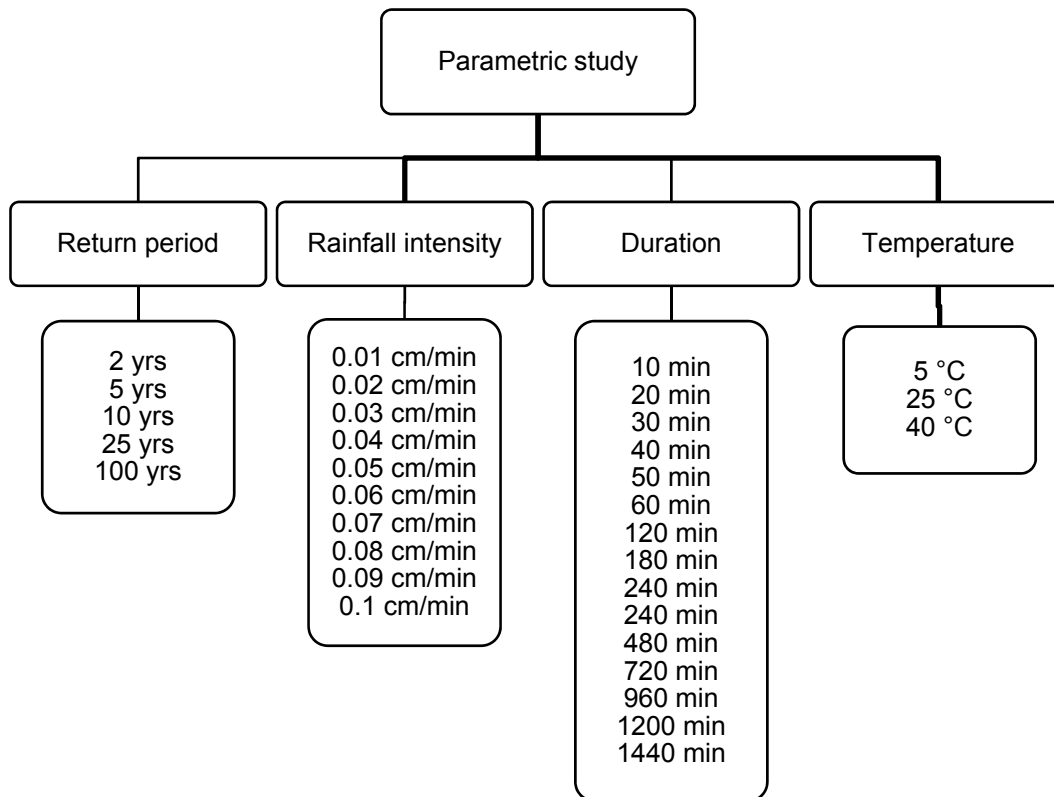 Parametric study
Return period
Rainfall intensity
Duration
Temperature
2 yrs
5 yrs
10 yrs
25 yrs
100 yrs
0.01 cm/min
0.02 cm/min
0.03 cm/min
0.04 cm/min
0.05 cm/min
0.06 cm/min
0.07 cm/min
0.08 cm/min
0.09 cm/min
0.1 cm/min
10 min
20 min
30 min
40 min
50 min
60 min
120 min
180 min
240 min
240 min
480 min
720 min
960 min
1200 min
1440 min
5 °C
25 °C
40 °C